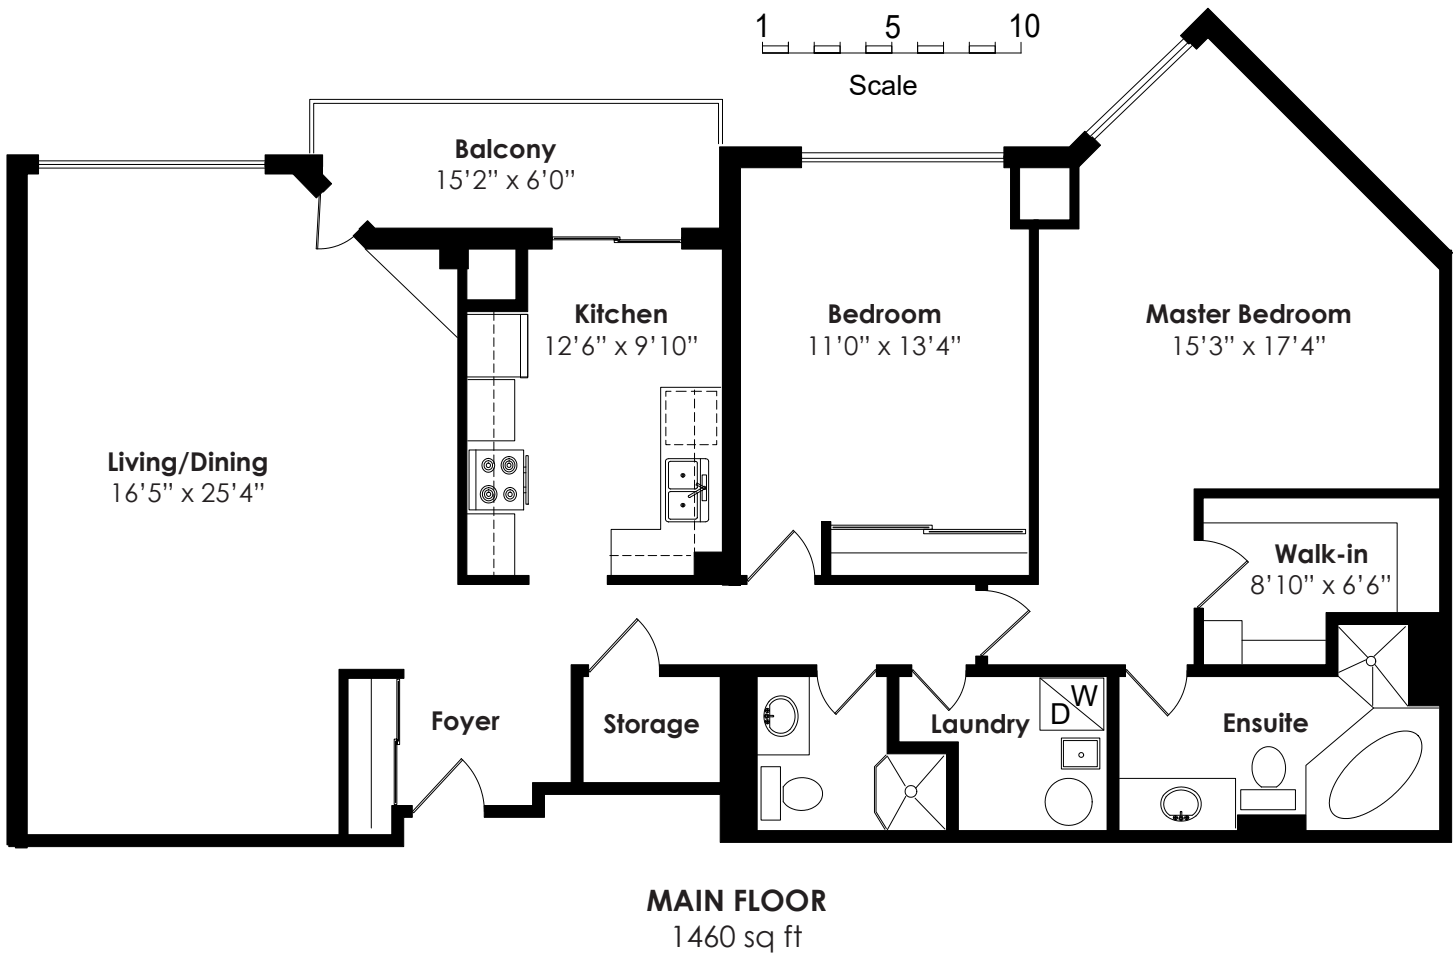 1 5 10
Scale
Balcony
15’2” x 6’0”
Kitchen
12’6” x 9’10”
Bedroom
11’0” x 13’4”
Master Bedroom
15’3” x 17’4”
Living/Dining
16’5” x 25’4”
Walk-in
8’10” x 6’6”
Foyer
Storage
Laundry
W
D
Ensuite
MAIN FLOOR
1460 sq ft